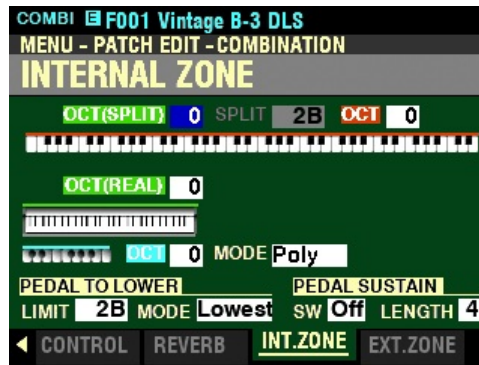 COMBI E F001 Vintage B-3 DLS
MENU - PATCH EDIT - COMBINATION
INTERNAL ZONE
OCT(SPLIT) 0 SPLIT 2B OCT 0
OCT(REAL) 0
OCT 0 MODE Poly
PEDAL TO LOWER PEDAL SUSTAIN
LIMIT 2B MODE Lowest SW Off LENGTH 4
CONTROL REVERB INT.ZONE EXT.ZONE